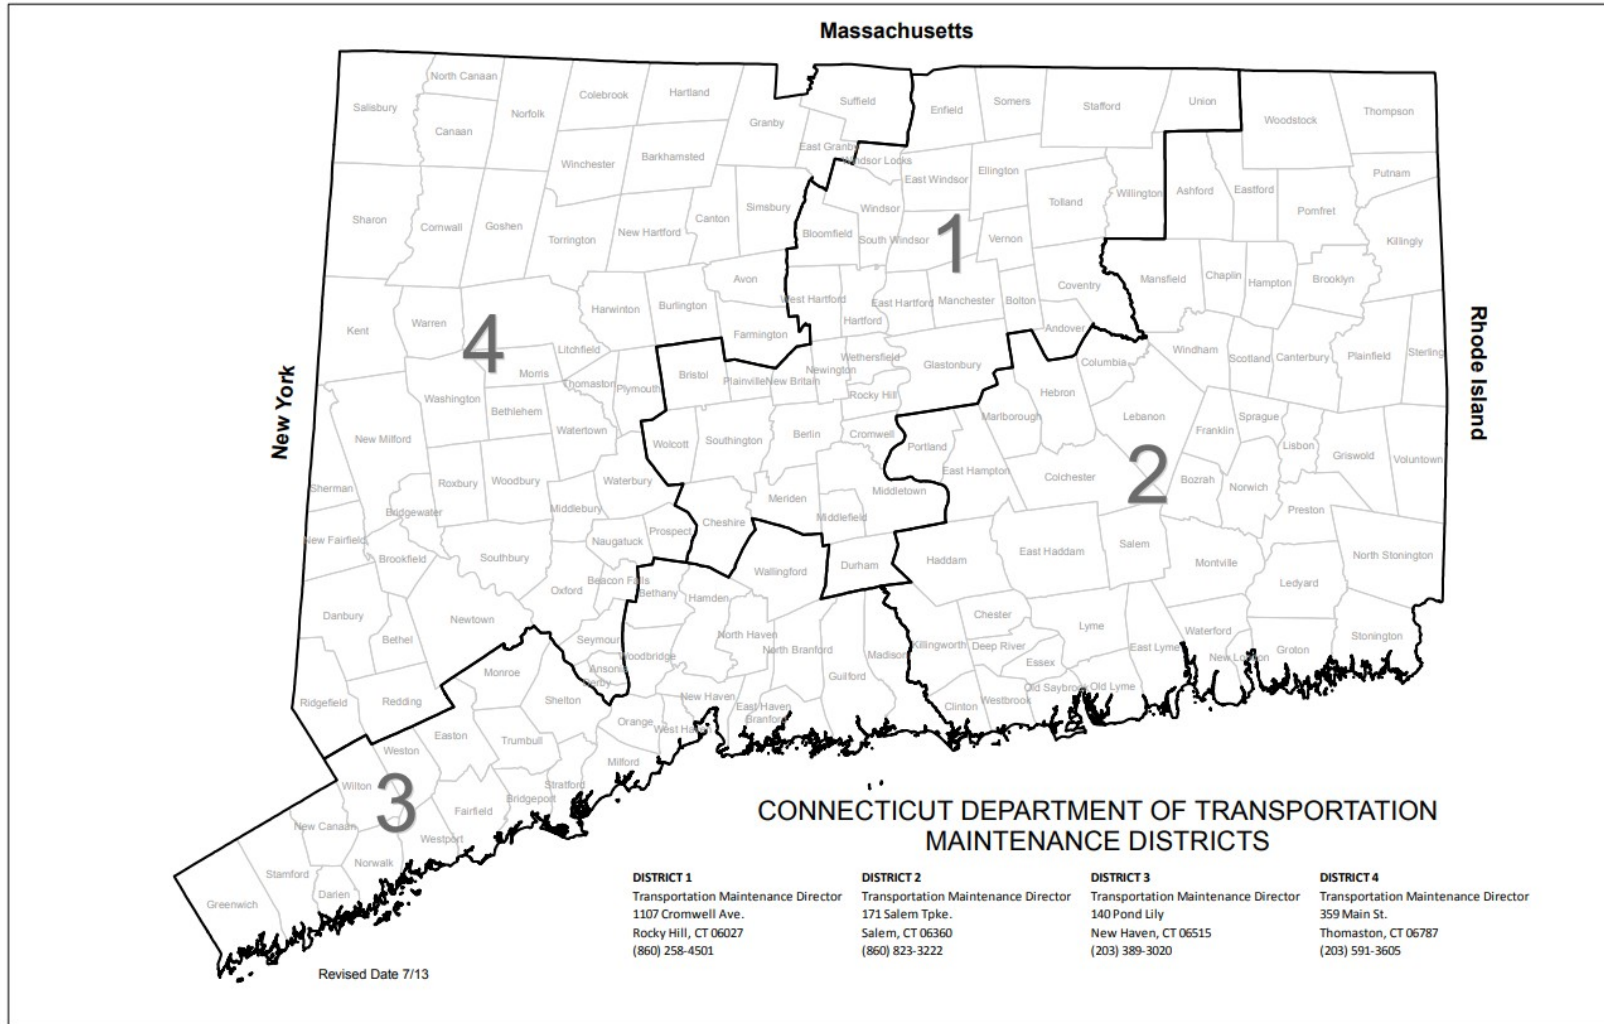 Massachusetts
North Canaan
Salisbury
Canaan
Norfolk
Colebrook
Hartland
Granby
Suffield
Enfield
Somers
Stafford
Union
Woodstock
Thompson
East Granby
Windsor Locks
Winchester
Barkhamsted
East Windsor
Ellington
Willington
Ashford
Eastford
Putnam
Pomfret
Sharon
Cornwall
Goshen
Torrington
New Hartford
Canton
Simsbury
Bloomfield
Windsor
South Windsor
1
Vernon
Tolland
Killingly
Avon
Mansfield
Chaplin
Hampton
Brooklyn
Kent
Warren
4
Litchfield
Harwinton
Burlington
Farmington
West Hartford
Hartford
East Hartford
Manchester
Bolton
Coventry
Andover
Rhode Island
New York
Morris
Thomaston
Plymouth
Bristol
Plainville
New Britain
Newington
Wethersfield
Glastonbury
Rocky Hill
Columbia
Windham
Scotland
Canterbury
Plainfield
Sterling
Washington
Bethlehem
Watertown
New Milford
Hebron
Marlborough
Lebanon
Franklin
Sprague
Lisbon
Griswold
Voluntown
Wolcott
Southington
Berlin
Cromwell
Portland
East Hampton
Colchester
2
Bozrah
Norwich
Preston
Sherman
Roxbury
Woodbury
Waterbury
Bridgewater
Middlebury
Meriden
Middletown
Middlefield
Cheshire
Prospect
Naugatuck
New Fairfield
Brookfield
Southbury
Haddam
East Haddam
Salem
Montville
North Stonington
Ledyard
Oxford
Beacon Falls
Bethany
Hamden
Wallingford
Durham
Danbury
Bethel
Newtown
Seymour
Woodbridge
Ansonia
Derby
North Haven
North Branford
Guilford
Madison
Killingworth
Chester
Deep River
Essex
Lyme
East Lyme
Waterford
New London
Groton
Stonington
Ridgefield
Redding
Monroe
Shelton
Orange
New Haven
West Haven
East Haven
Branford
Clinton
Westbrook
Old Saybrook
Old Lyme
Weston
Easton
Trumbull
Milford
Stratford
Bridgeport
Wilton
3
Fairfield
New Canaan
Westport
Norwalk
Stamford
Darien
Greenwich
CONNECTICUT DEPARTMENT OF TRANSPORTATION
MAINTENANCE DISTRICTS
DISTRICT 1
Transportation Maintenance Director
1107 Cromwell Ave.
Rocky Hill, CT 06027
(860) 258-4501
DISTRICT 2
Transportation Maintenance Director
171 Salem Tpke.
Salem, CT 06360
(860) 823-3222
DISTRICT 3
Transportation Maintenance Director
140 Pond Lily
New Haven, CT 06515
(203) 389-3020
DISTRICT 4
Transportation Maintenance Director
359 Main St.
Thomaston, CT 06787
(203) 591-3605
Revised Date 7/13